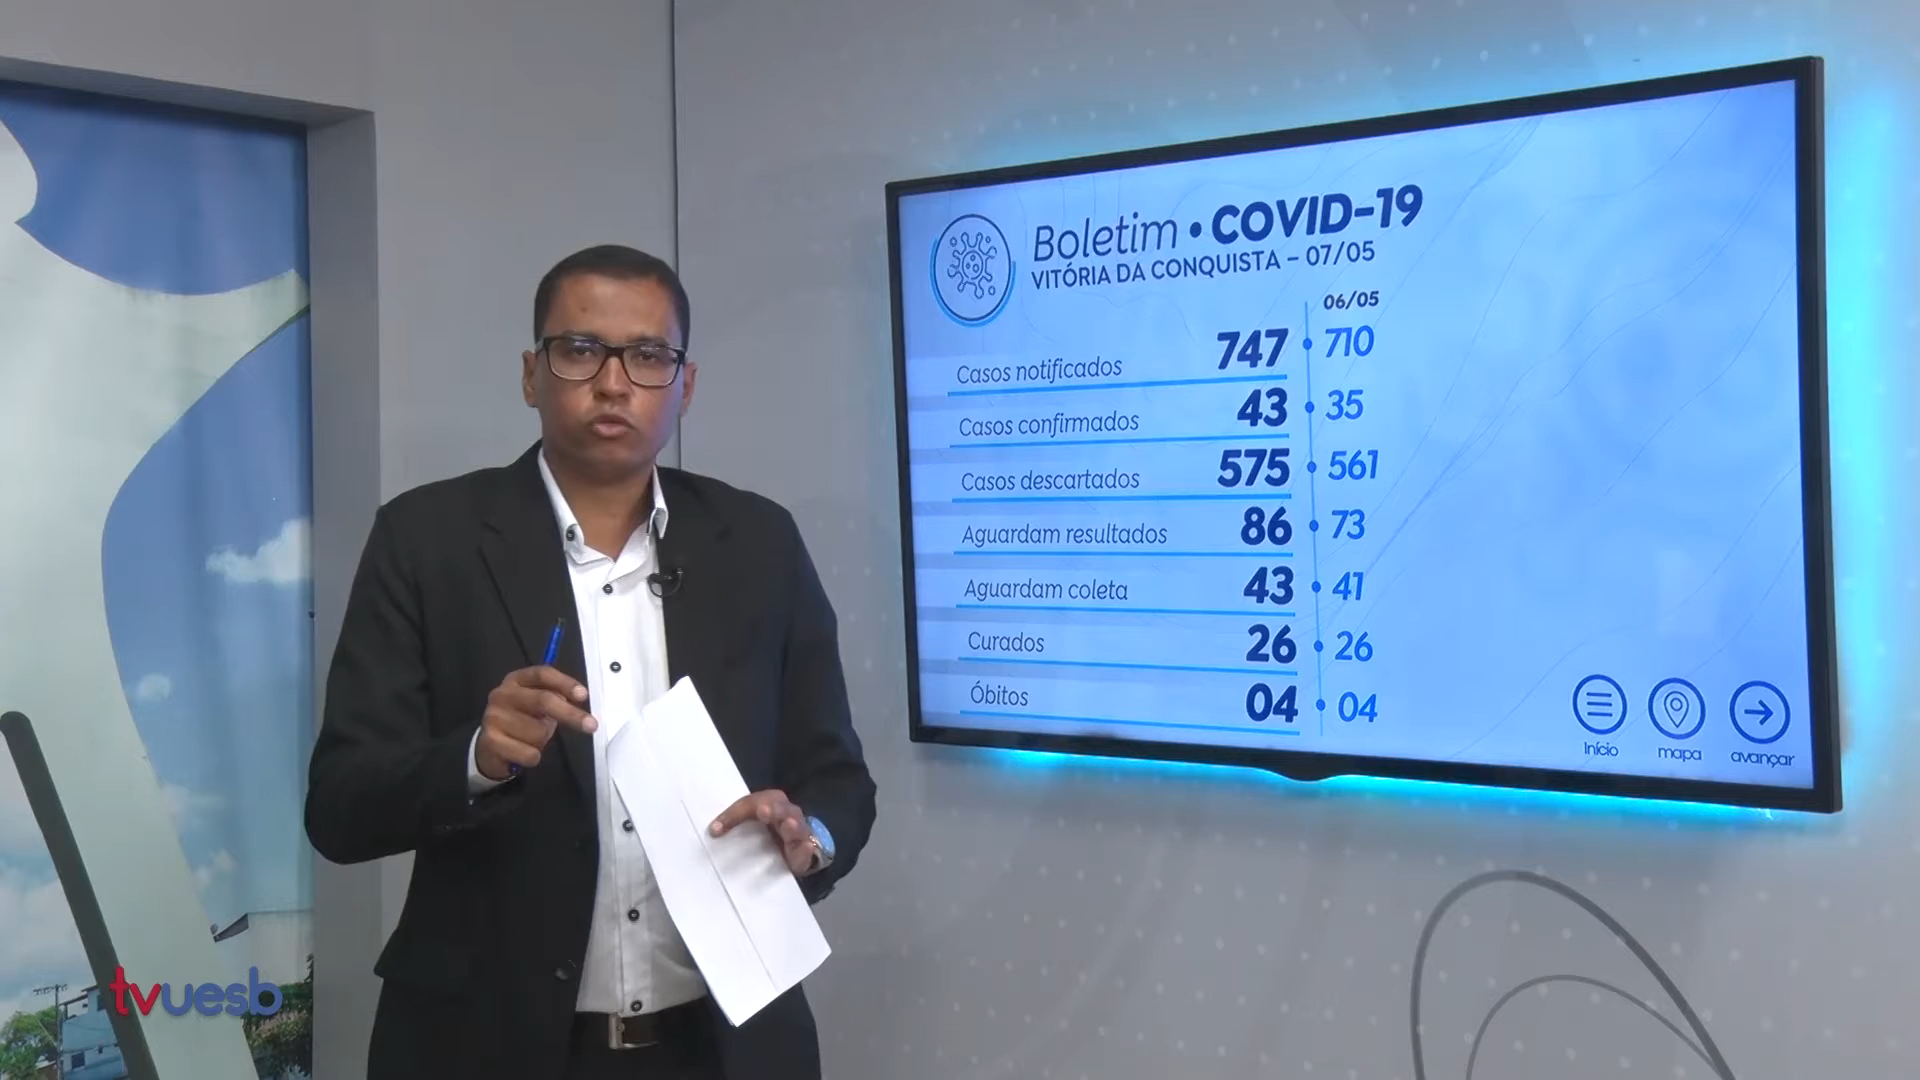 Boletim • COVID-19
VITÓRIA DA CONQUISTA – 07/05
06/05
Casos notificados 747 710
Casos confirmados 43 35
Casos descartados 575 561
Aguardam resultados 86 73
Aguardam coleta 43 41
Curados 26 26
Óbitos 04 04
Início mapa avançar
tvuesb